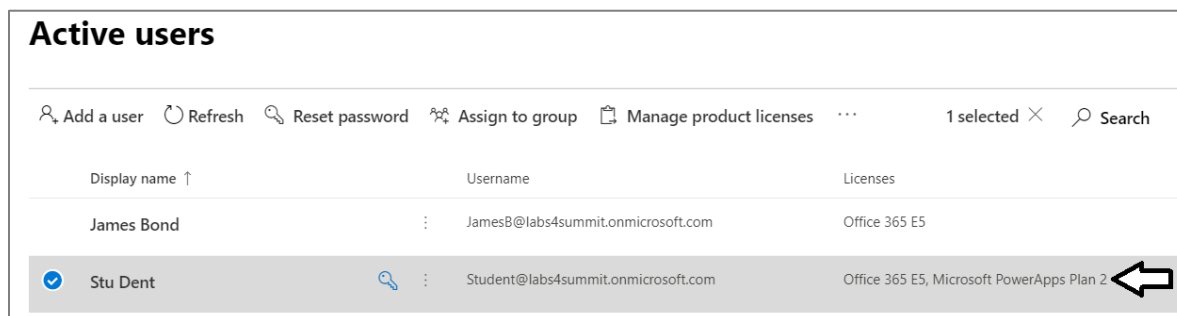 Active users
Add a user Refresh Reset password Assign to group Manage product licenses ... 1 selected Search
Display name ↑ Username Licenses
James Bond JamesB@labs4summit.onmicrosoft.com Office 365 E5
Stu Dent Student@labs4summit.onmicrosoft.com Office 365 E5, Microsoft PowerApps Plan 2